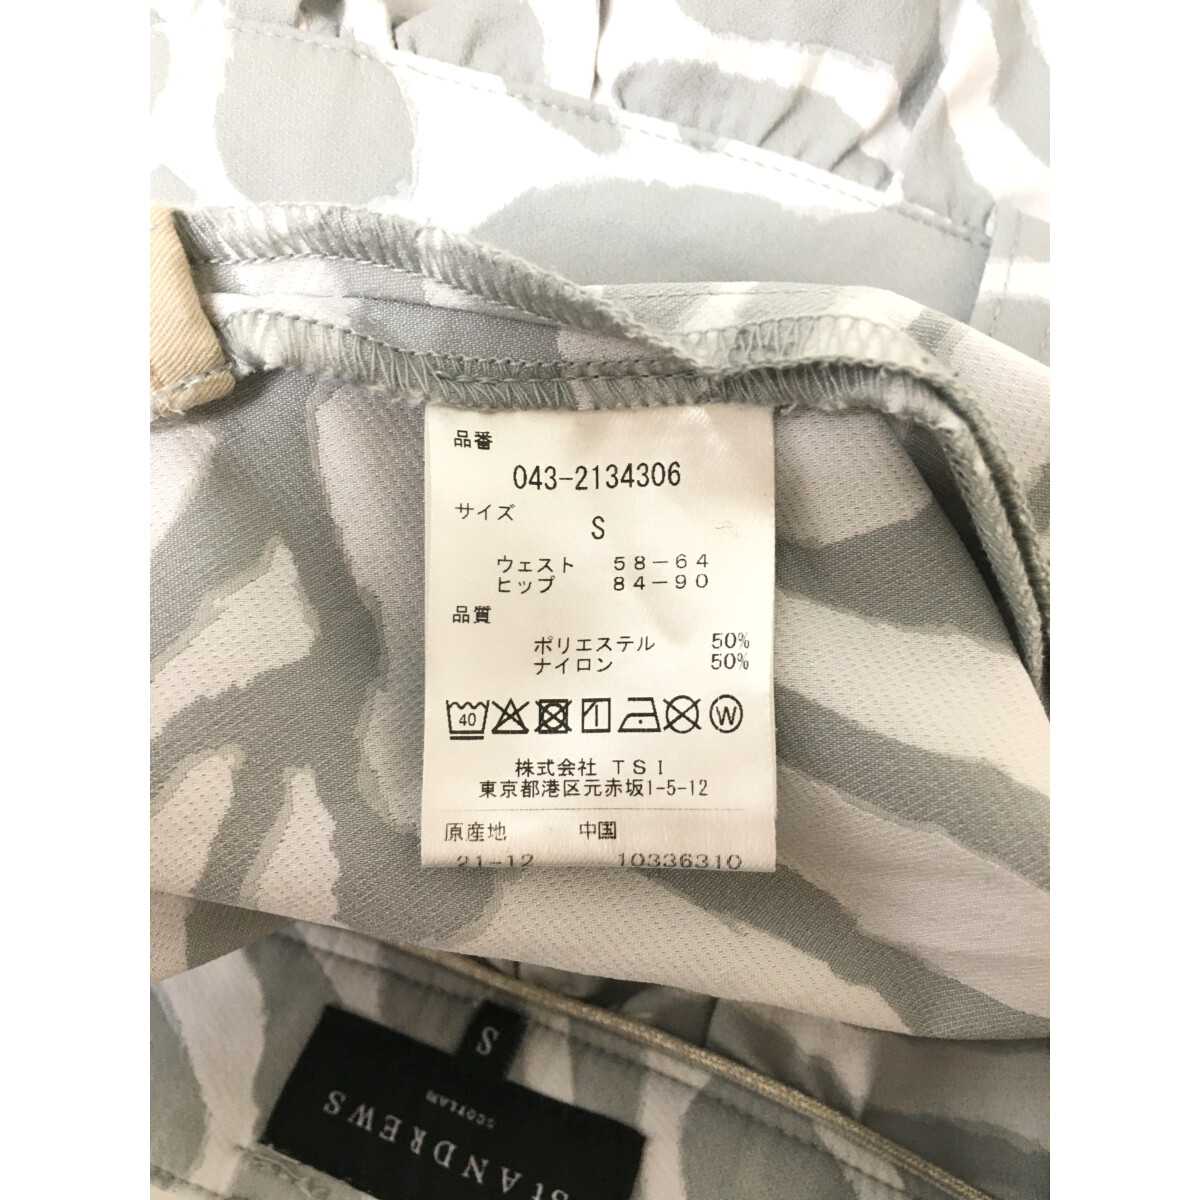 品番
043-2134306
サイズ
S
ウェスト 58-64
ヒップ 84-90
品質
ポリエステル 50%
ナイロン 50%
40 W
株式会社 TSI
東京都港区元赤坂1-5-12
原産地 中国
21-12 10336310
S
St ANDREWS
SCOTLAND